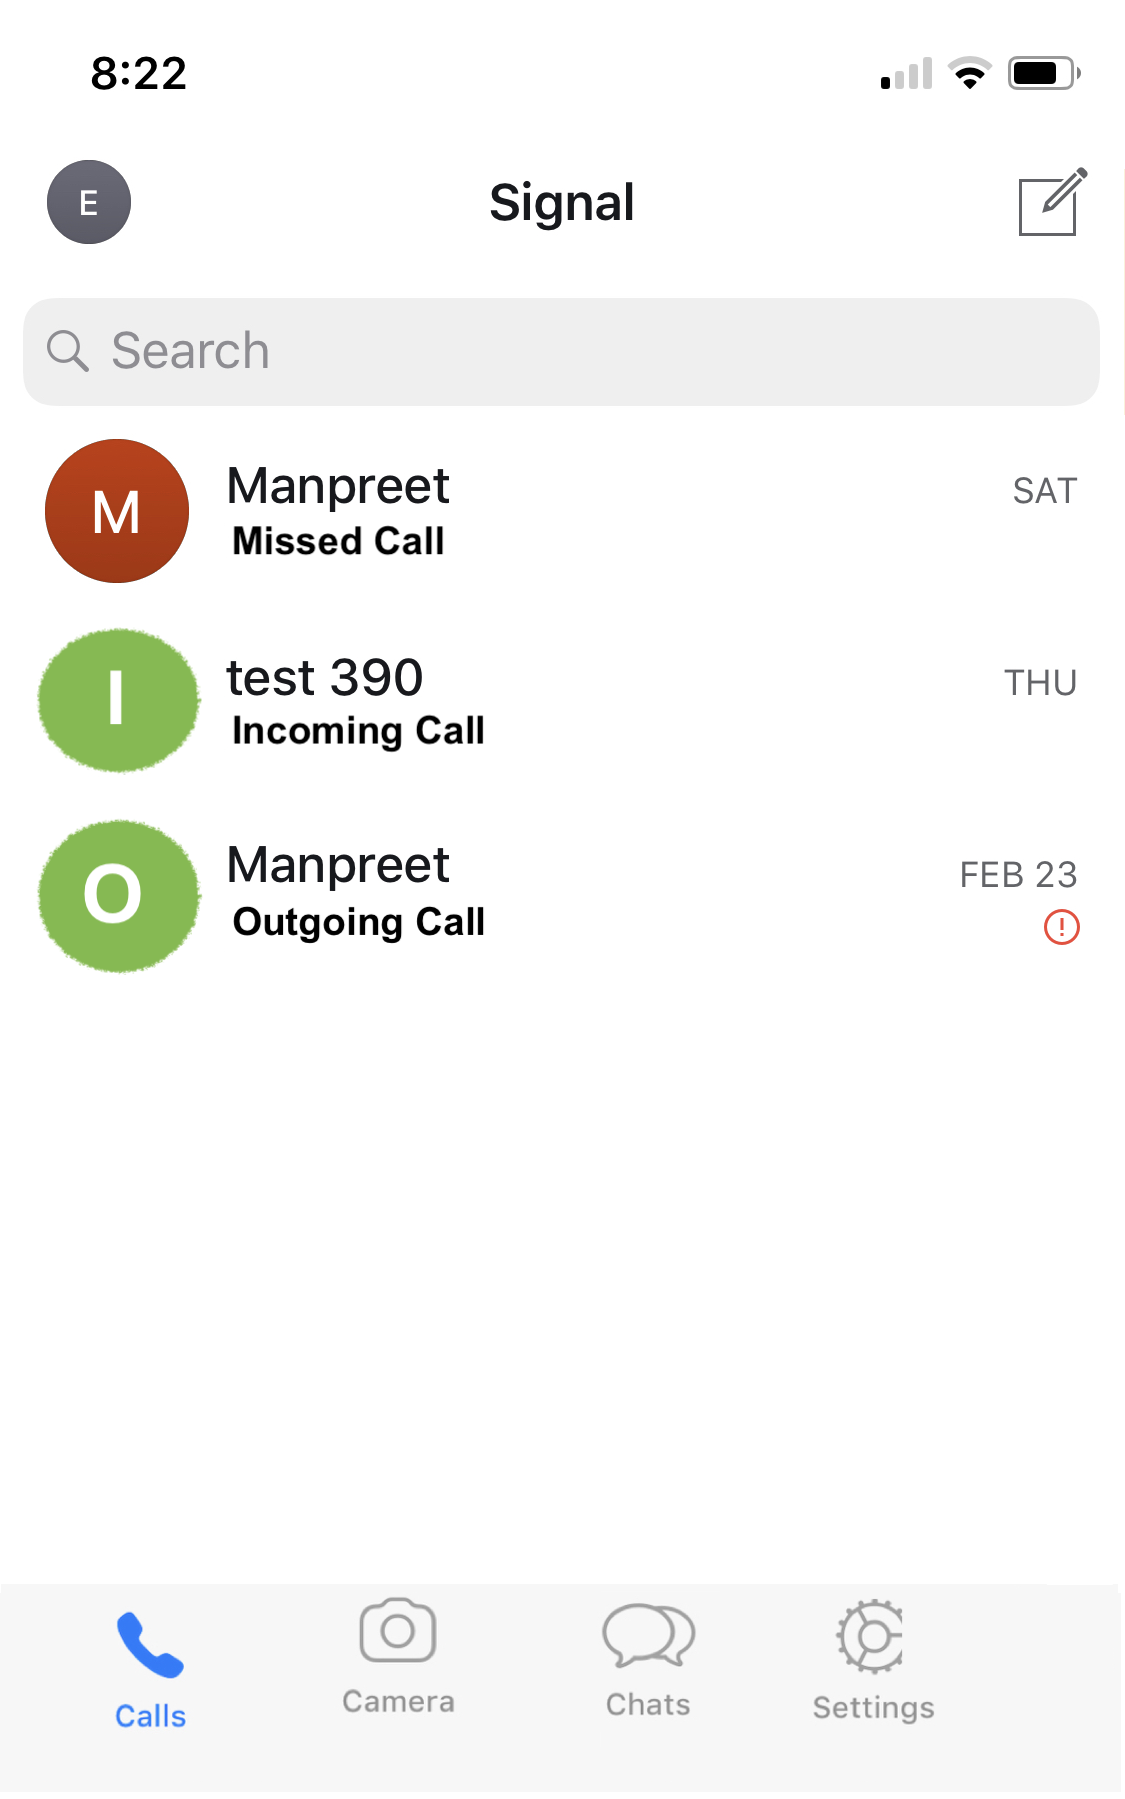 8:22
E
Signal
Search
M
Manpreet
SAT
Missed Call
I
test 390
THU
Incoming Call
O
Manpreet
FEB 23
Outgoing Call
!
Calls
Camera
Chats
Settings